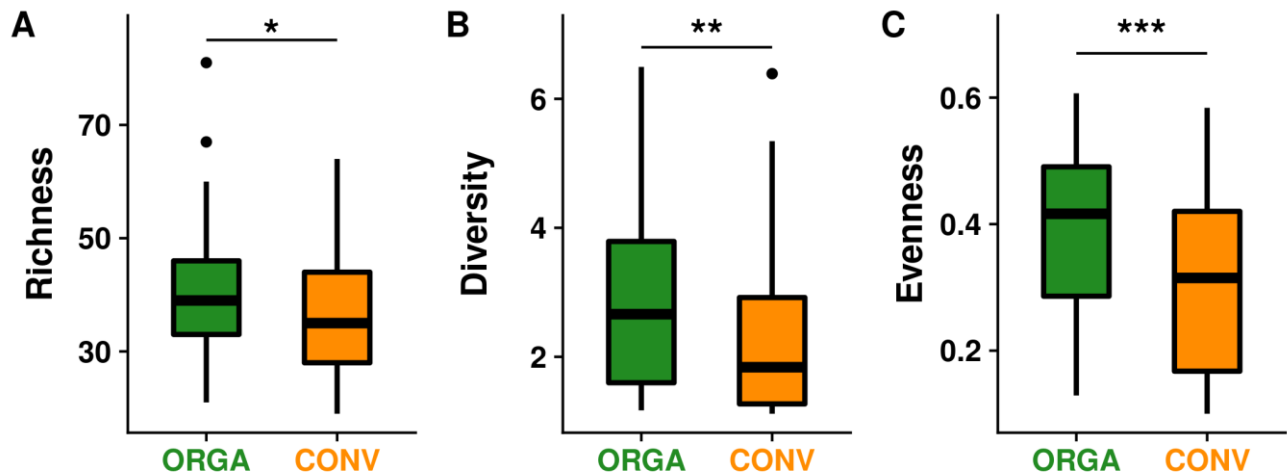 A
*
Richness
70
50
30
ORGA CONV
B
**
Diversity
6
4
2
ORGA CONV
C
***
Evenness
0.6
0.4
0.2
ORGA CONV